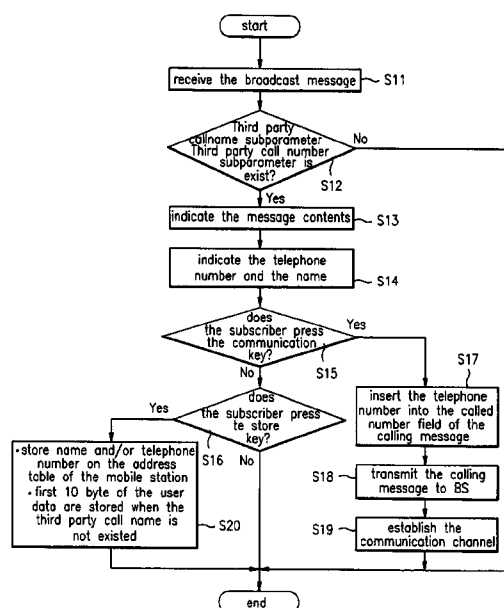 start
receive the broadcast message
S11
Third party
callname subparameter
Third party call number
subparameter is
exist?
No
S12
Yes
indicate the message contents
S13
indicate the telephone
number and the name
S14
does
the subscriber press
the communication
key?
Yes
S15
No
S17
insert the telephone
number into the called
number field of the
calling message
does
the subscriber press
te store
key?
Yes
S16
No
•store name and/or telephone
number on the address
table of the mobile station
•first 10 byte of the user
data are stored when the
third party call name is
not existed
S20
S18
transmit the calling
message to BS
S19
establish the
communication channel
end